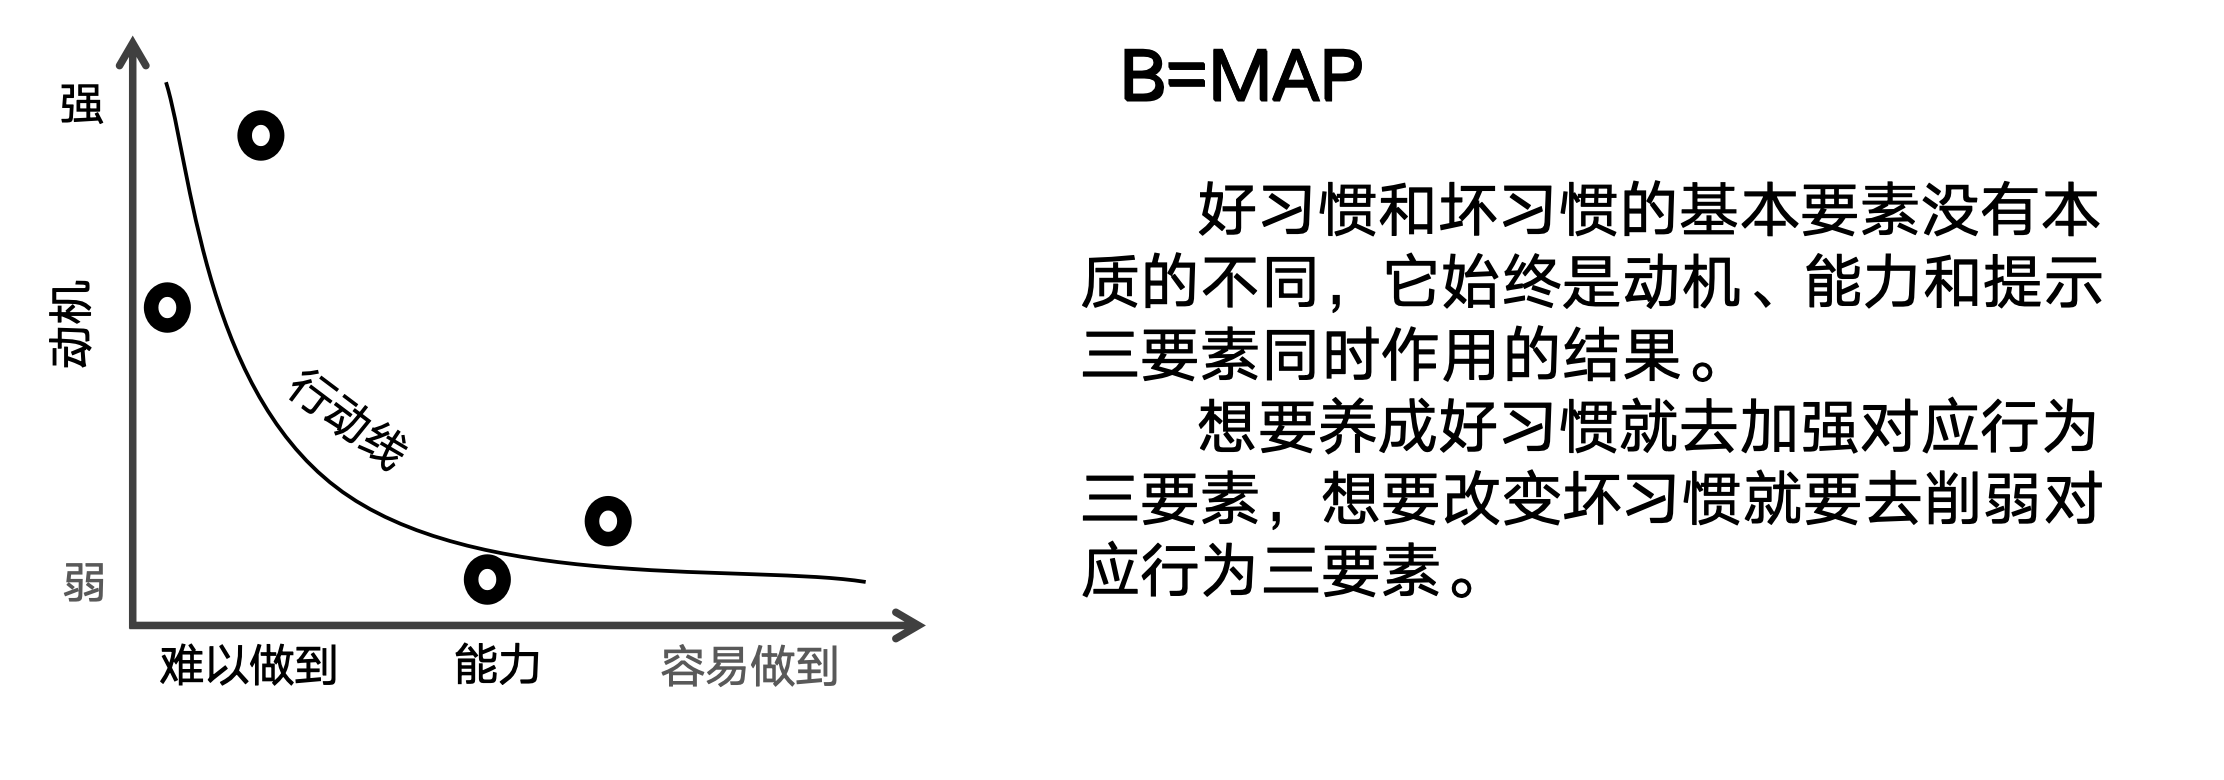 强
动机
弱
行动线
难以做到
能力
容易做到
B=MAP
好习惯和坏习惯的基本要素没有本
质的不同，它始终是动机、能力和提示
三要素同时作用的结果。
想要养成好习惯就去加强对应行为
三要素，想要改变坏习惯就要去削弱对
应行为三要素。